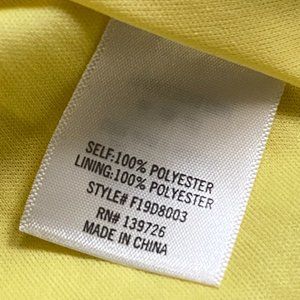 SELF:100% POLYESTER
LINING:100% POLYESTER
STYLE# F19D8003
RN# 139726
MADE IN CHINA